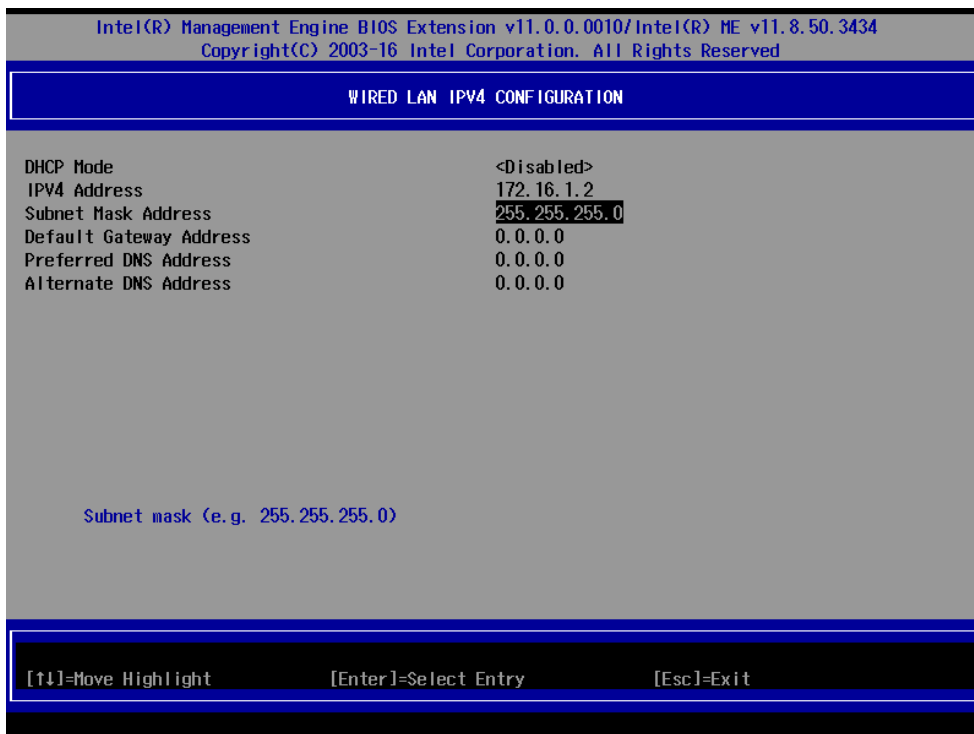 Intel(R) Management Engine BIOS Extension v11.0.0.0010/Intel(R) ME v11.8.50.3434
Copyright(C) 2003-16 Intel Corporation. All Rights Reserved
WIRED LAN IPV4 CONFIGURATION
DHCP Mode <Disabled>
IPV4 Address 172.16.1.2
Subnet Mask Address 255.255.255.0
Default Gateway Address 0.0.0.0
Preferred DNS Address 0.0.0.0
Alternate DNS Address 0.0.0.0
Subnet mask (e.g. 255.255.255.0)
[↑↓]=Move Highlight [Enter]=Select Entry [Esc]=Exit